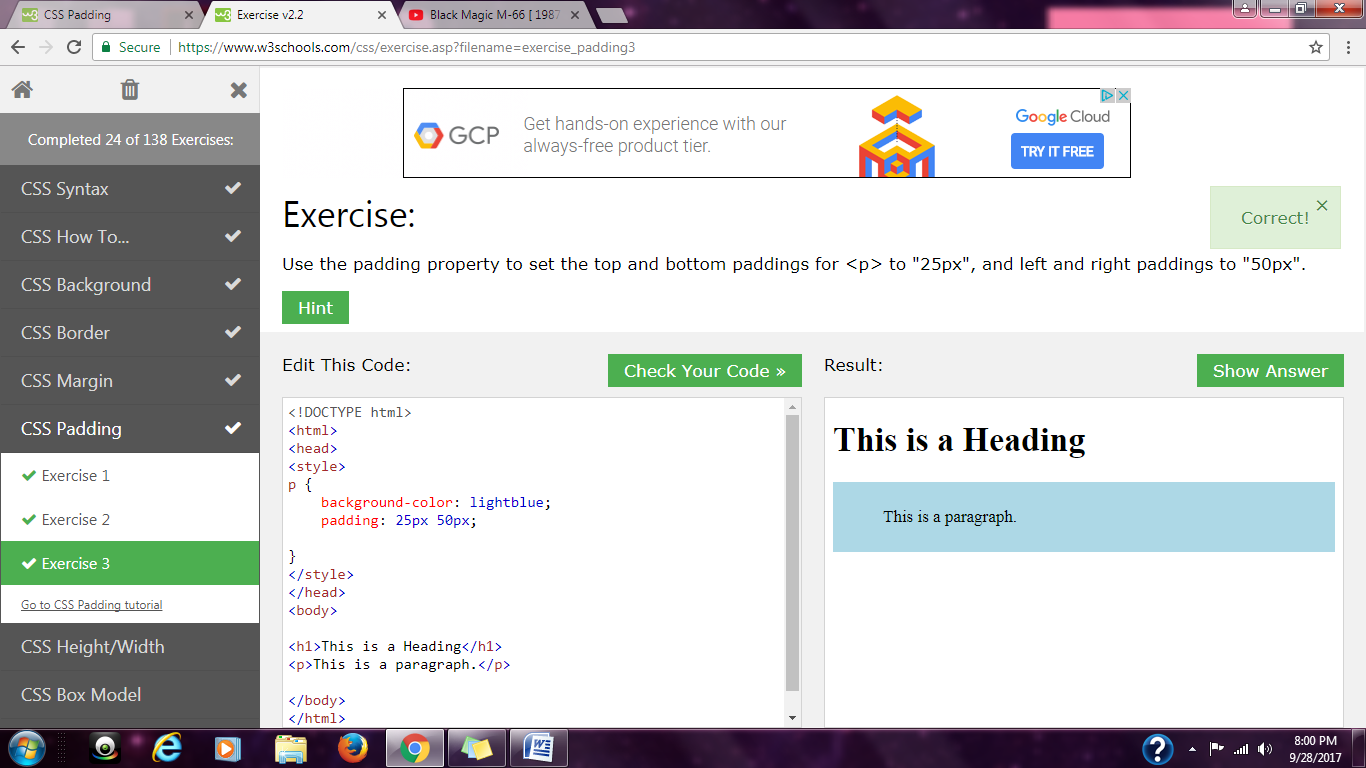 CSS Padding
Exercise v2.2
Black Magic M-66 [ 1987
Secure
https://www.w3schools.com/css/exercise.asp?filename=exercise_padding3
Completed 24 of 138 Exercises:
CSS Syntax
CSS How To...
CSS Background
CSS Border
CSS Margin
CSS Padding
Exercise 1
Exercise 2
Exercise 3
Go to CSS Padding tutorial
CSS Height/Width
CSS Box Model
GCP
Get hands-on experience with our
always-free product tier.
Google Cloud
TRY IT FREE
Exercise:
Correct!
Use the padding property to set the top and bottom paddings for <p> to "25px", and left and right paddings to "50px".
Hint
Edit This Code:
Check Your Code »
<!DOCTYPE html>
<html>
<head>
<style>
p {
    background-color: lightblue;
    padding: 25px 50px;
}
</style>
</head>
<body>
<h1>This is a Heading</h1>
<p>This is a paragraph.</p>
</body>
</html>
Result:
Show Answer
This is a Heading
This is a paragraph.
8:00 PM
9/28/2017